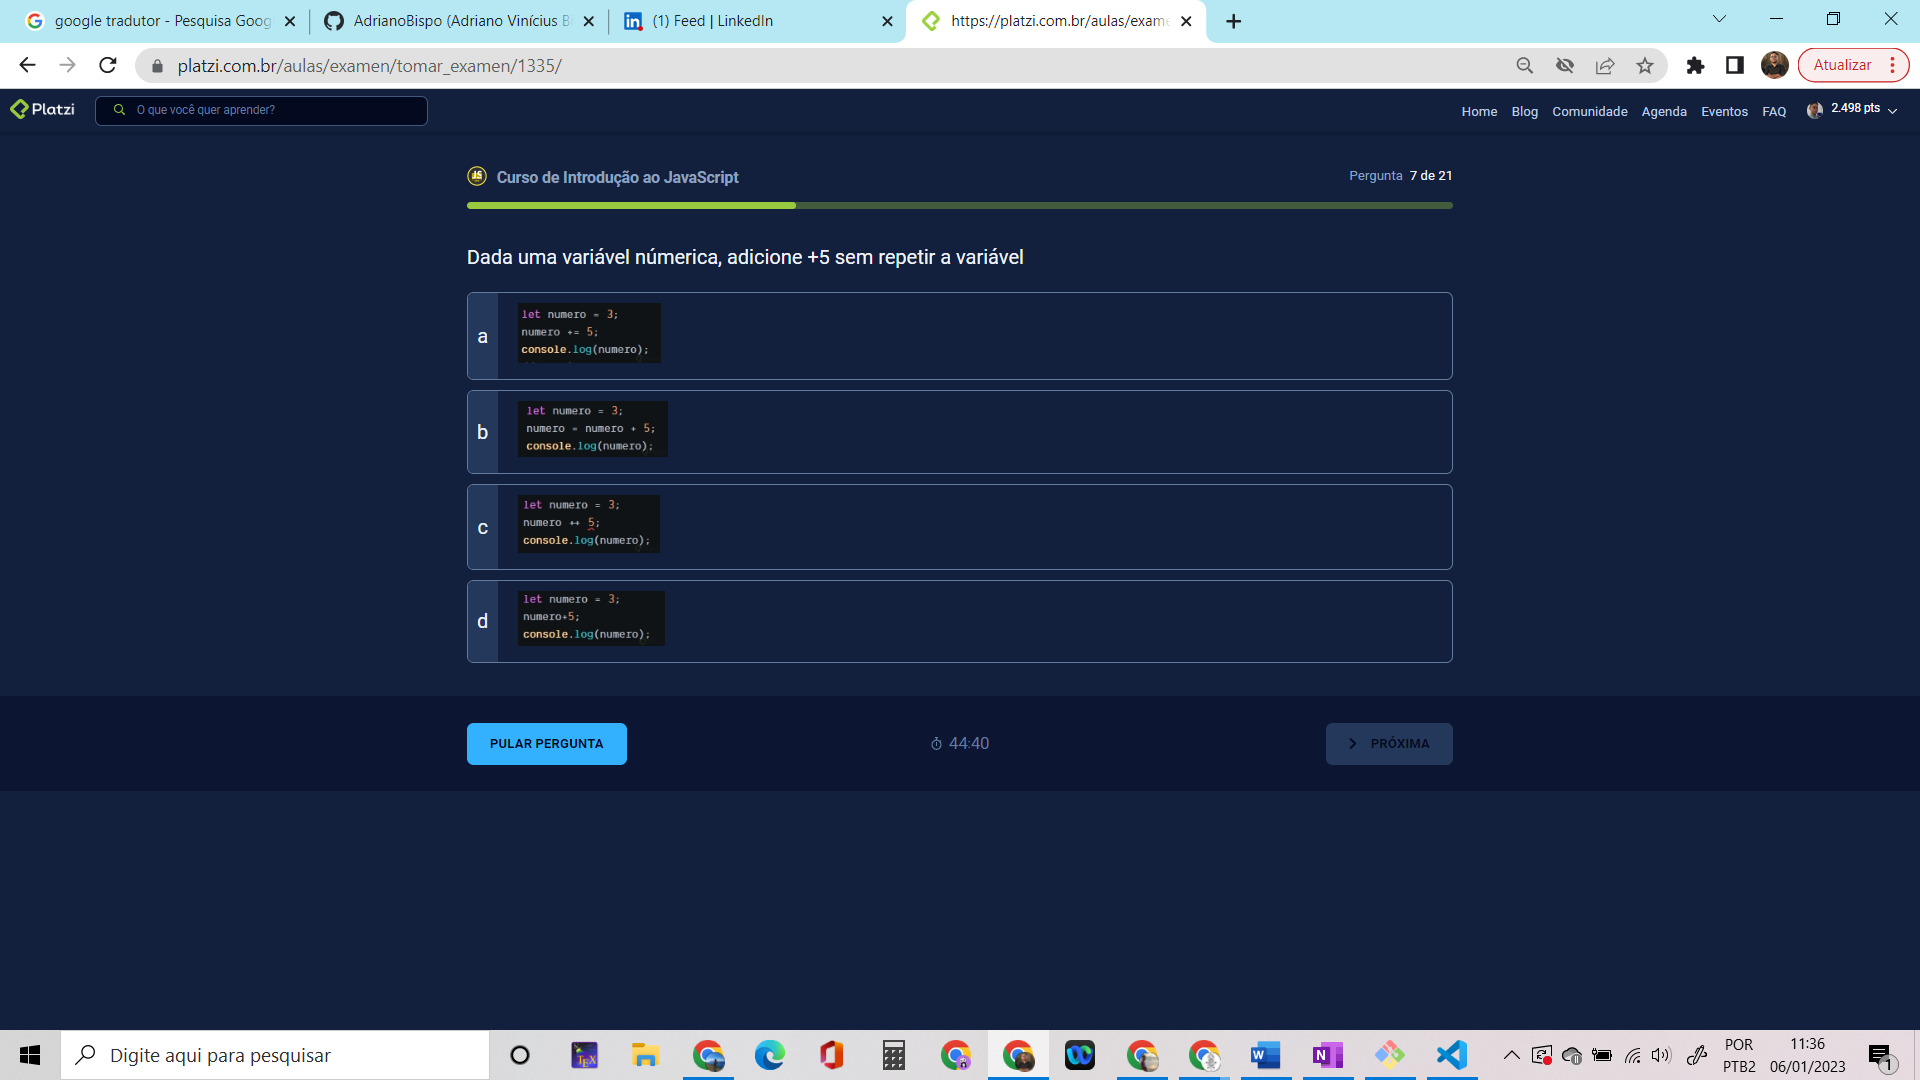 google tradutor - Pesquisa Goog
AdrianoBispo (Adriano Vinícius B
(1) Feed | LinkedIn
https://platzi.com.br/aulas/exame
platzi.com.br/aulas/examen/tomar_examen/1335/
Atualizar
Platzi
O que você quer aprender?
Home
Blog
Comunidade
Agenda
Eventos
FAQ
2.498 pts
JS
Curso de Introdução ao JavaScript
Pergunta 7 de 21
Dada uma variável númerica, adicione +5 sem repetir a variável
a
let numero = 3;
numero += 5;
console.log(numero);
b
let numero = 3;
numero = numero + 5;
console.log(numero);
c
let numero = 3;
numero ++ 5;
console.log(numero);
d
let numero = 3;
numero+5;
console.log(numero);
PULAR PERGUNTA
44:40
PRÓXIMA
Digite aqui para pesquisar
POR
PTB2
11:36
06/01/2023
1